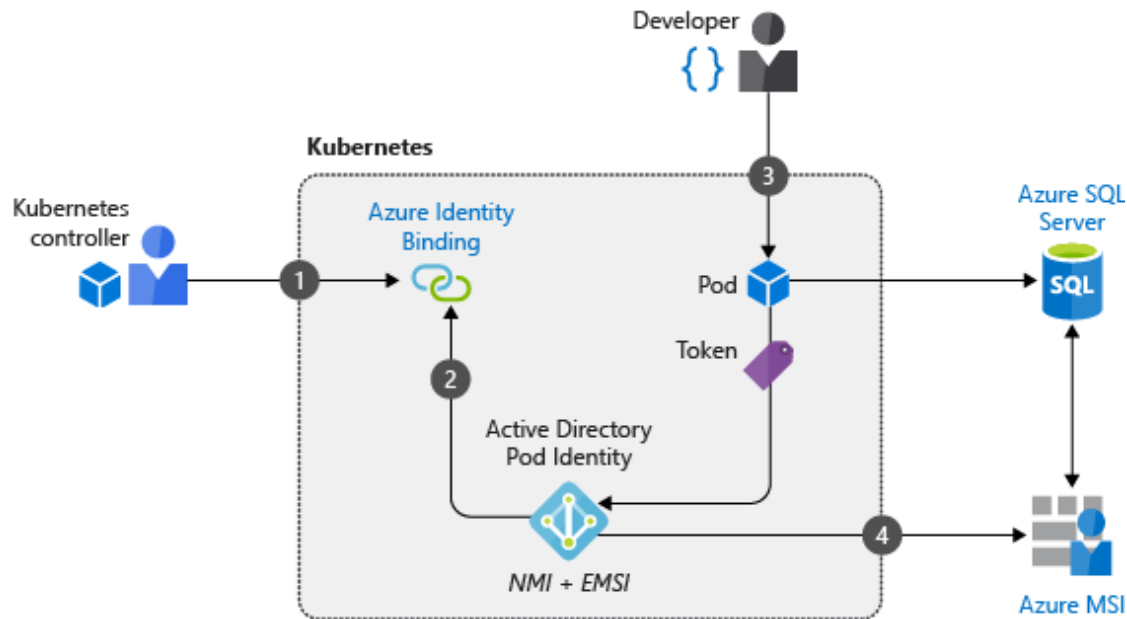 Developer
{ }
Kubernetes
3
Kubernetes
controller
Azure Identity
Binding
Azure SQL
Server
1
Pod
SQL
Token
2
Active Directory
Pod Identity
4
NMI + EMSI
Azure MSI